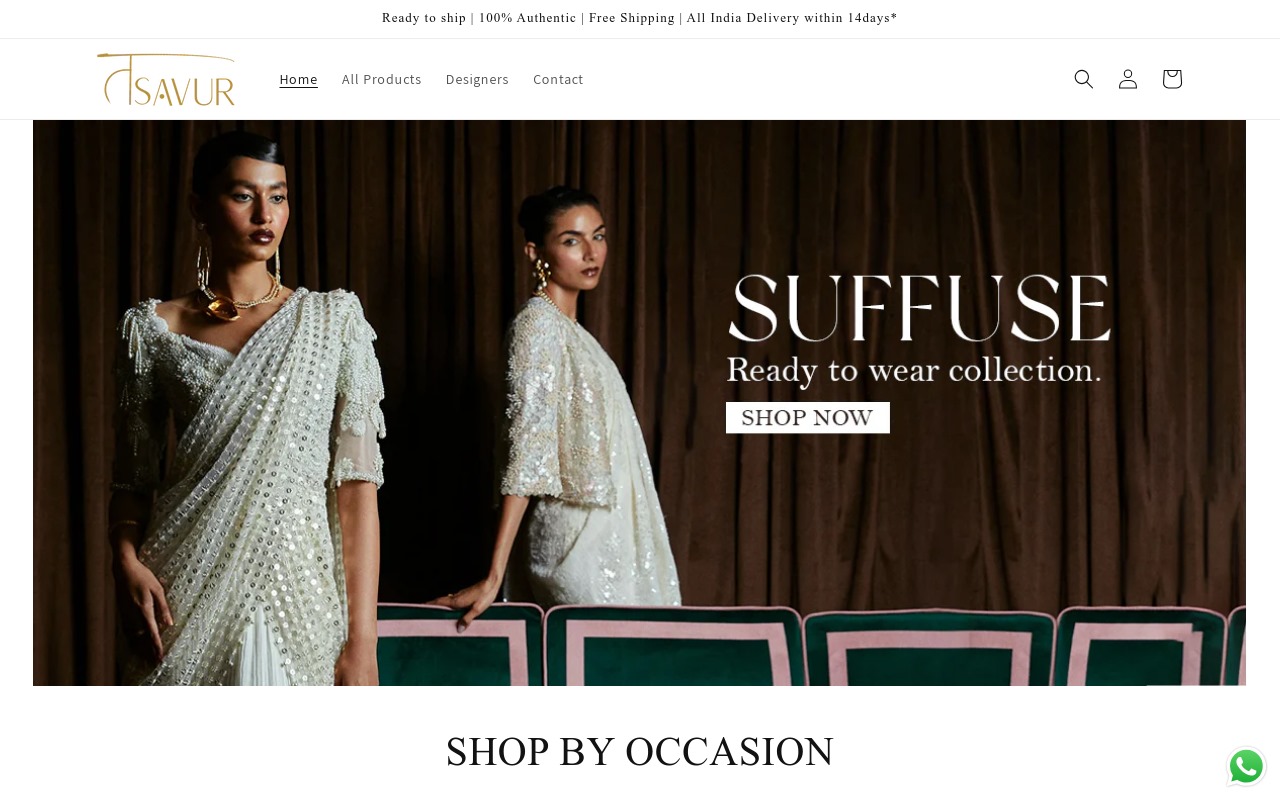 Ready to ship | 100% Authentic | Free Shipping | All India Delivery within 14days*
TSAVUR
Home
All Products
Designers
Contact
SUFFUSE
Ready to wear collection.
SHOP NOW
SHOP BY OCCASION